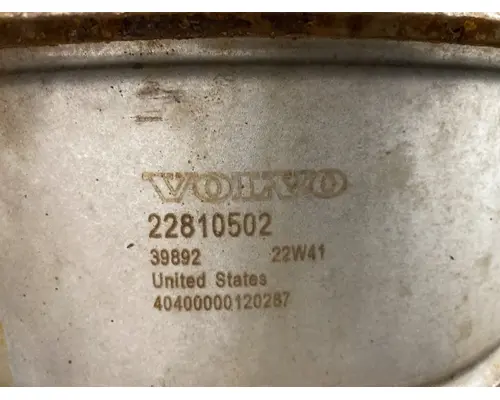 VOLVO
22810502
39892 22W41
United States
40400000120287